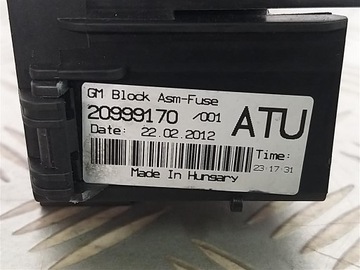 GM Block Asm-Fuse
20999170 /001 ATU
Date: 22.02.2012
Time:
23:17:31
Made In Hungary